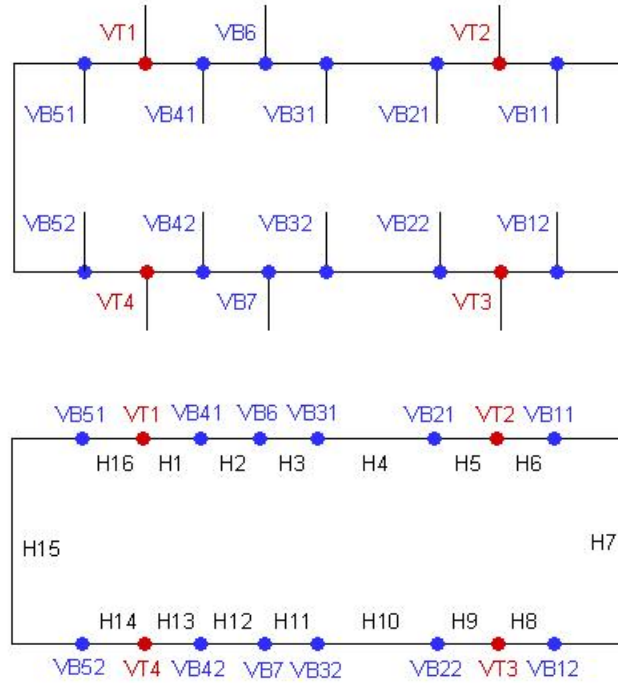 VT1 VB6 VT2
VB51 VB41 VB31 VB21 VB11
VB52 VB42 VB32 VB22 VB12
VT4 VB7 VT3
VB51 VT1 VB41 VB6 VB31 VB21 VT2 VB11
H16 H1 H2 H3 H4 H5 H6
H15 H7
H14 H13 H12 H11 H10 H9 H8
VB52 VT4 VB42 VB7 VB32 VB22 VT3 VB12